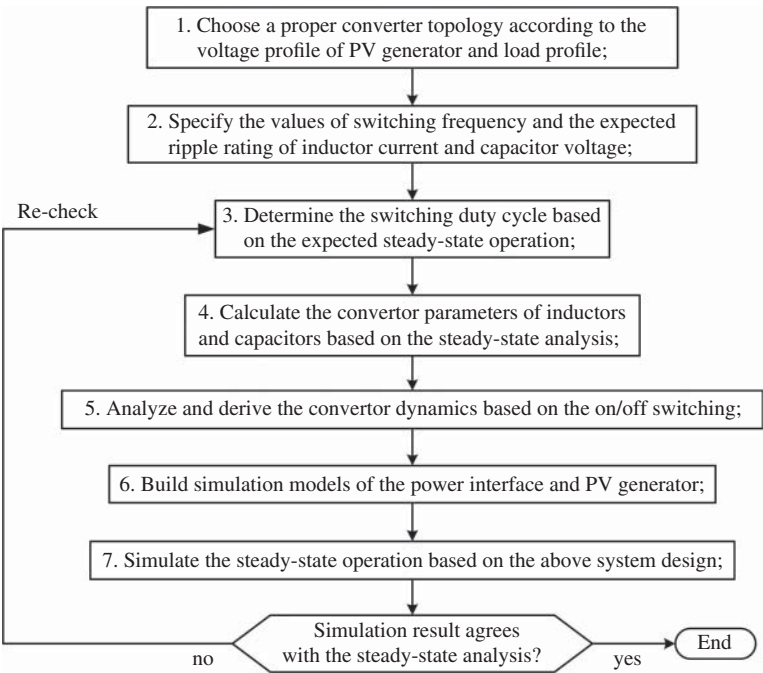 1. Choose a proper converter topology according to the
voltage profile of PV generator and load profile;
2. Specify the values of switching frequency and the expected
ripple rating of inductor current and capacitor voltage;
Re-check
3. Determine the switching duty cycle based
on the expected steady-state operation;
4. Calculate the convertor parameters of inductors
and capacitors based on the steady-state analysis;
5. Analyze and derive the convertor dynamics based on the on/off switching;
6. Build simulation models of the power interface and PV generator;
7. Simulate the steady-state operation based on the above system design;
Simulation result agrees
with the steady-state analysis?
no
yes
End